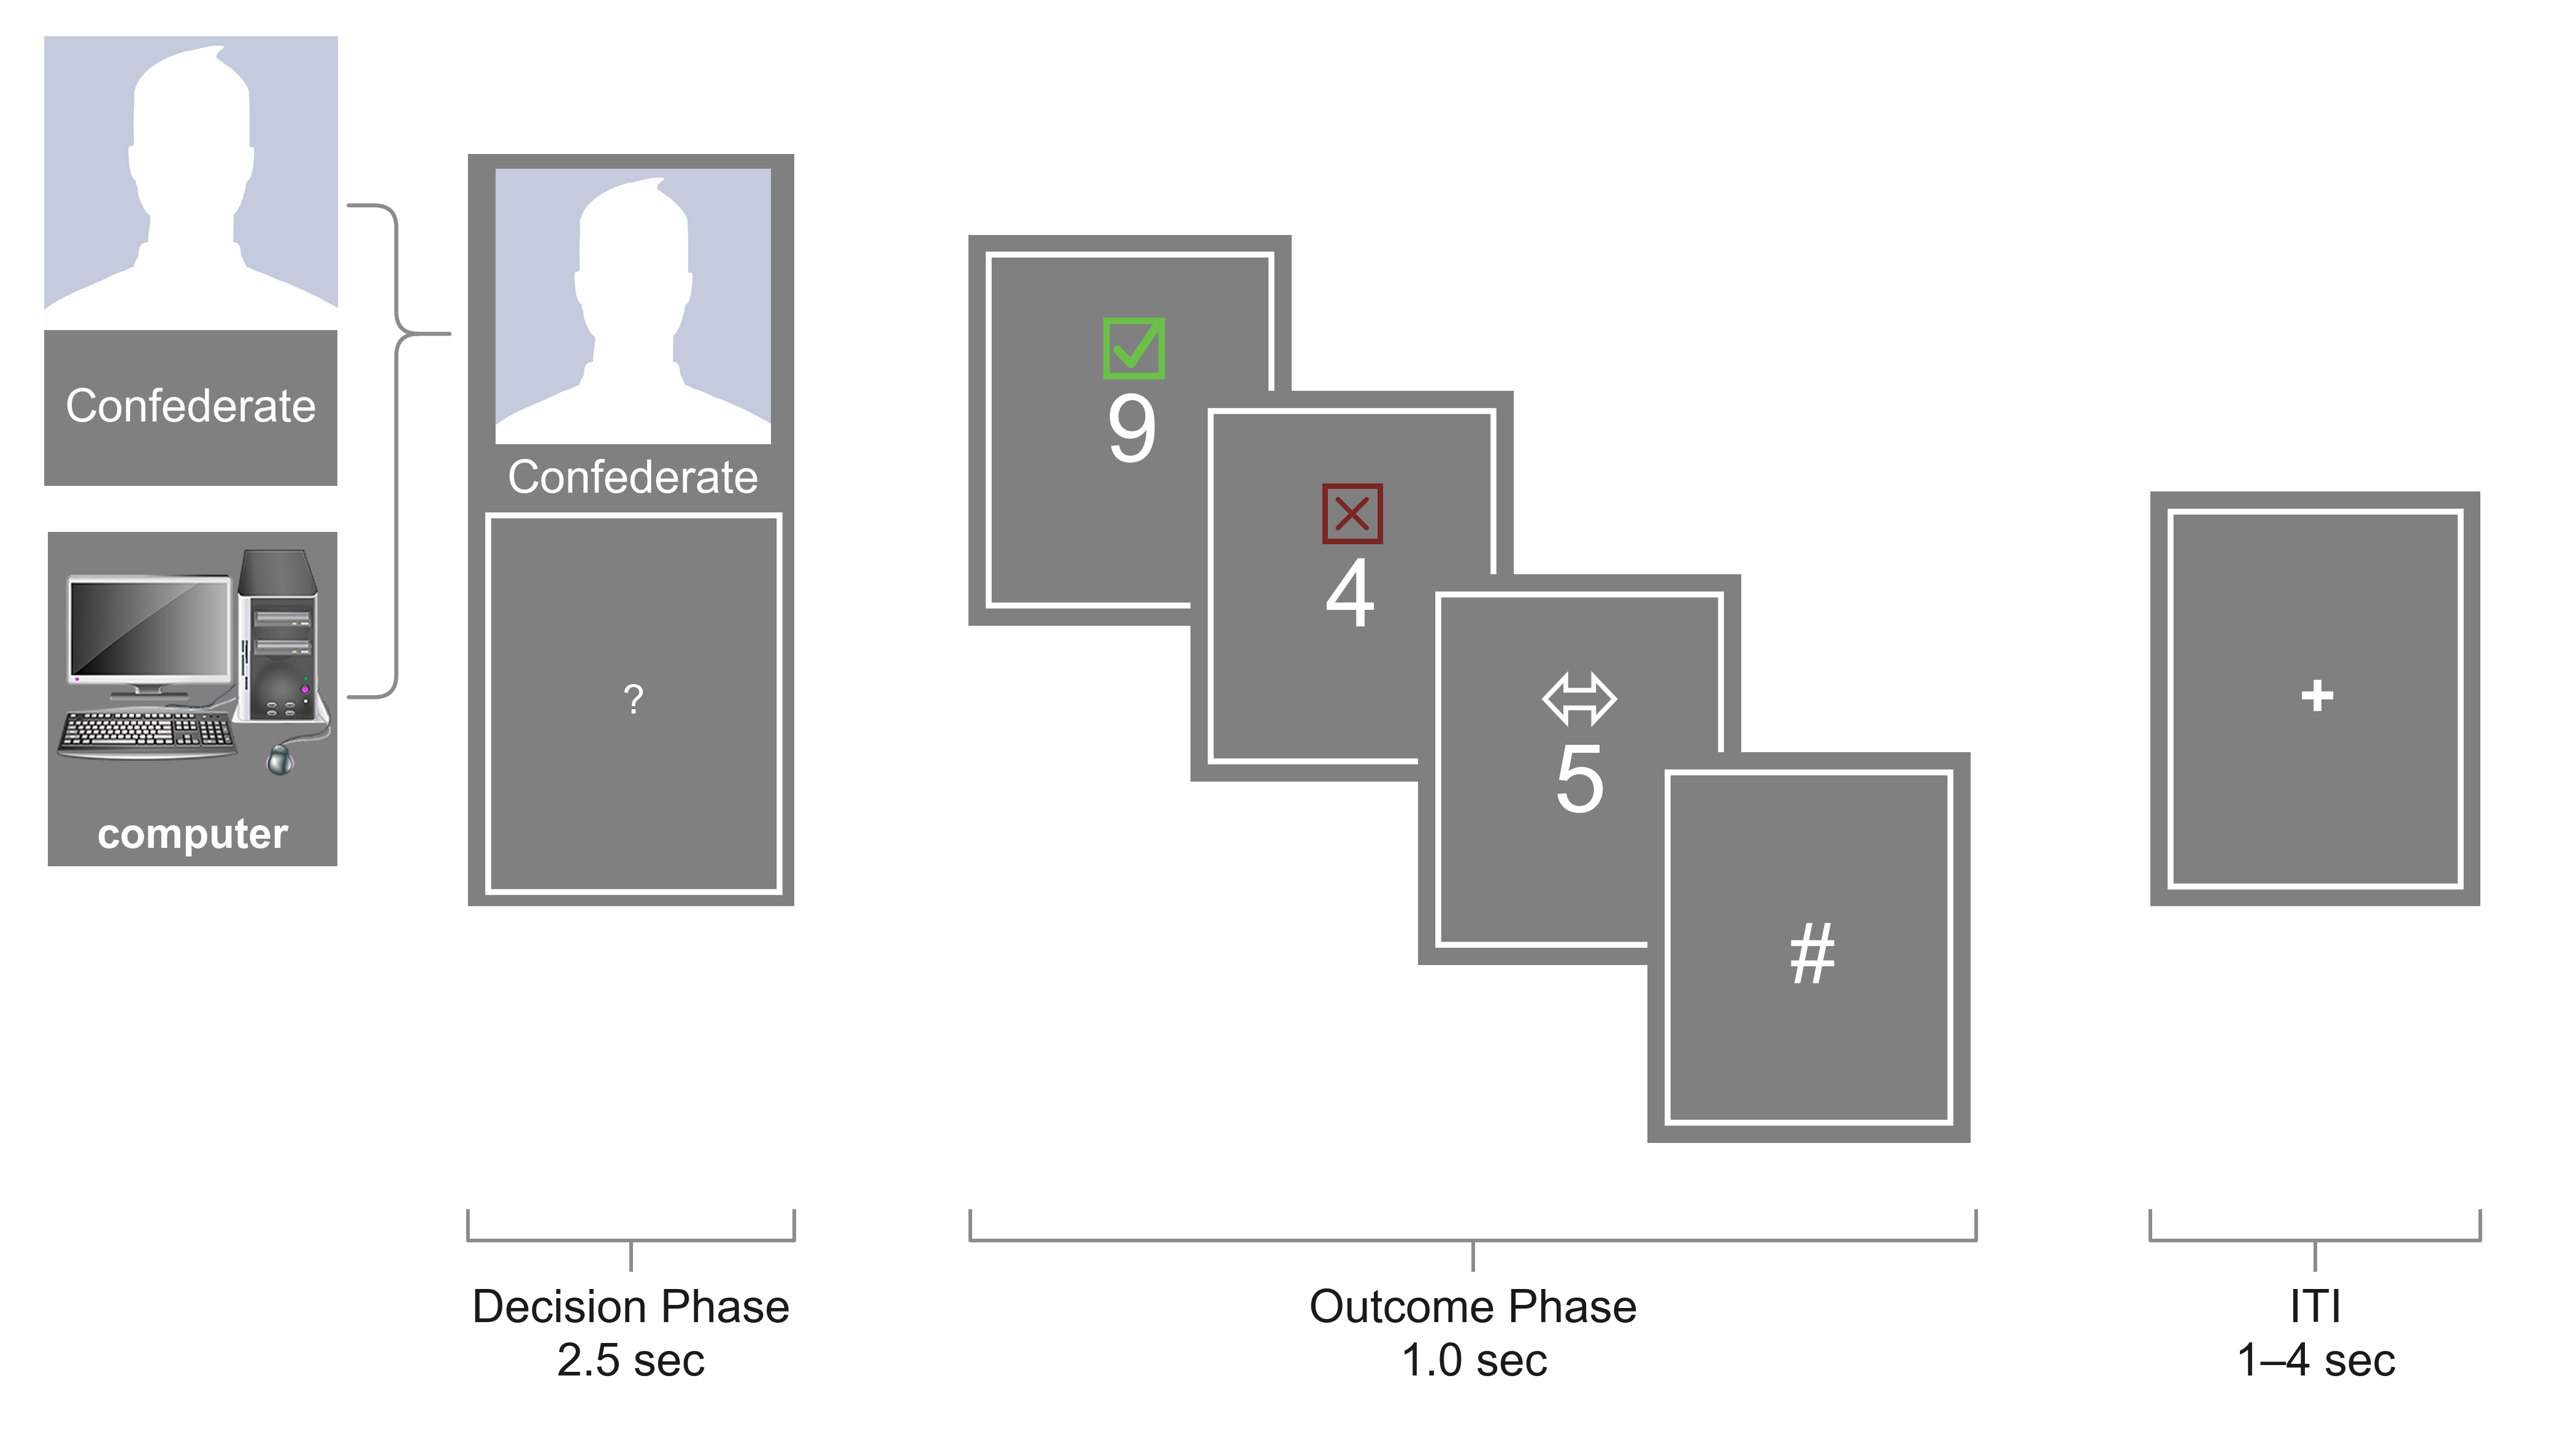 Confederate
computer
Confederate
?
9
4
5
#
+
Decision Phase
2.5 sec
Outcome Phase
1.0 sec
ITI
1–4 sec